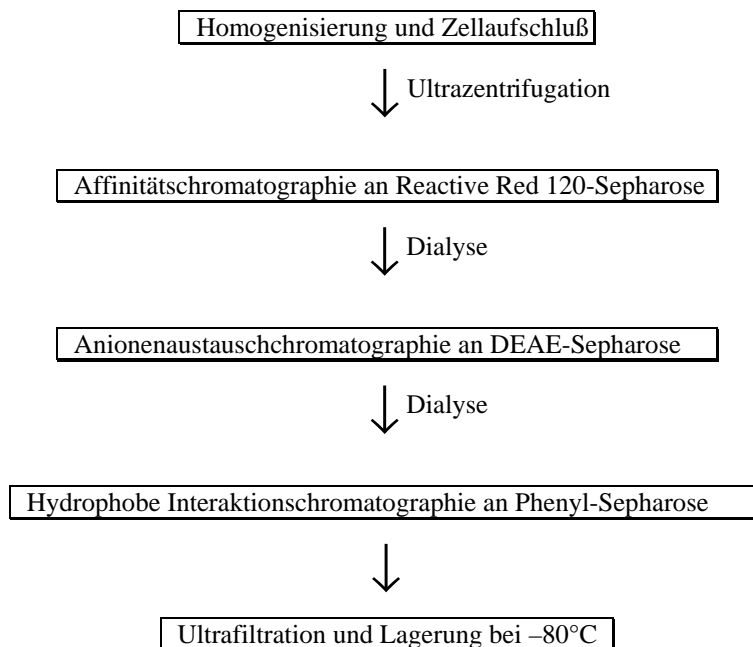 Homogenisierung und Zellaufschluß
Ultrazentrifugation
Affinitätschromatographie an Reactive Red 120-Sepharose
Dialyse
Anionenaustauschchromatographie an DEAE-Sepharose
Dialyse
Hydrophobe Interaktionschromatographie an Phenyl-Sepharose
Ultrafiltration und Lagerung bei –80°C